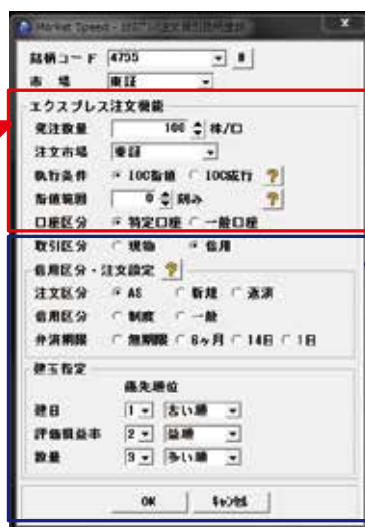 Market Speed -
銘柄コード 4755
市 場 東証
エクスプレス注文機能
発注数量 100 株/口
注文市場 東証
執行条件 IOC指値 IOC成行 ?
指値範囲 0 刻み ?
口座区分 特定口座 一般口座
取引区分 現物 信用
信用区分・注文設定 ?
注文区分 AS 新規 返済
信用区分 制度 一般
弁済期限 無期限 6ヶ月 14日 1日
建玉指定
優先順位
建日 1 古い順
評価損益率 2 益順
数量 3 多い順
OK キャンセル